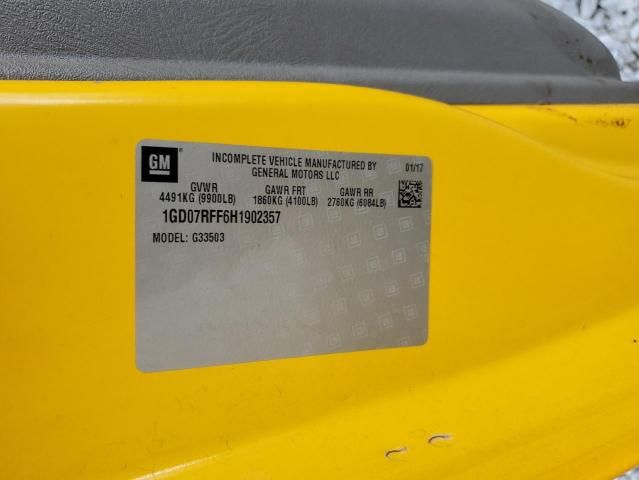 GM
INCOMPLETE VEHICLE MANUFACTURED BY
GENERAL MOTORS LLC
01/17
GVWR GAWR FRT GAWR RR
4491KG (9900LB) 1860KG (4100LB) 2760KG (6084LB)
1GD07RFF6H1902357
MODEL: G33503